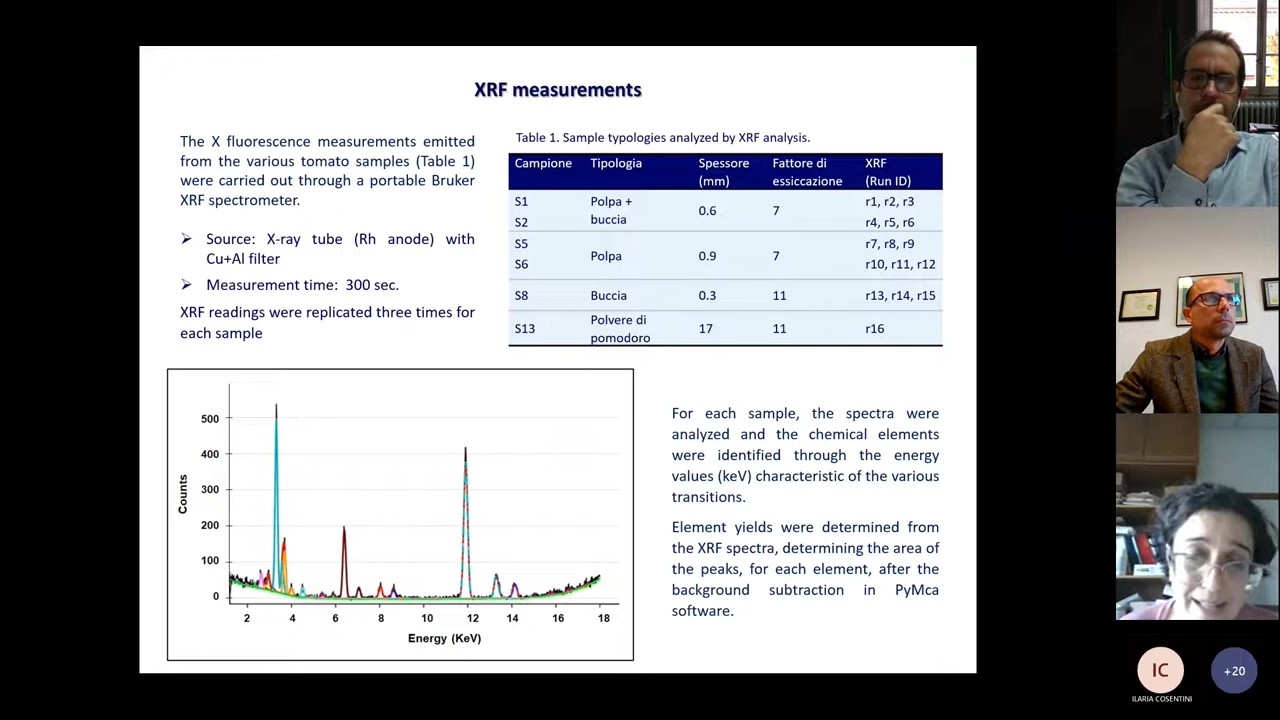 XRF measurements
The X fluorescence measurements emitted
from the various tomato samples (Table 1)
were carried out through a portable Bruker
XRF spectrometer.
➢ Source: X-ray tube (Rh anode) with
Cu+Al filter
➢ Measurement time: 300 sec.
XRF readings were replicated three times for
each sample
Table 1. Sample typologies analyzed by XRF analysis.
Campione Tipologia Spessore (mm) Fattore di essiccazione XRF (Run ID)
S1 Polpa + buccia 0.6 7 r1, r2, r3
S2 r4, r5, r6
S5 Polpa 0.9 7 r7, r8, r9
S6 r10, r11, r12
S8 Buccia 0.3 11 r13, r14, r15
S13 Polvere di pomodoro 17 11 r16
Counts
500
400
300
200
100
0
2 4 6 8 10 12 14 16 18
Energy (KeV)
For each sample, the spectra were
analyzed and the chemical elements
were identified through the energy
values (keV) characteristic of the various
transitions.
Element yields were determined from
the XRF spectra, determining the area of
the peaks, for each element, after the
background subtraction in PyMca
software.
IC
+20
ILARIA COSENTINI